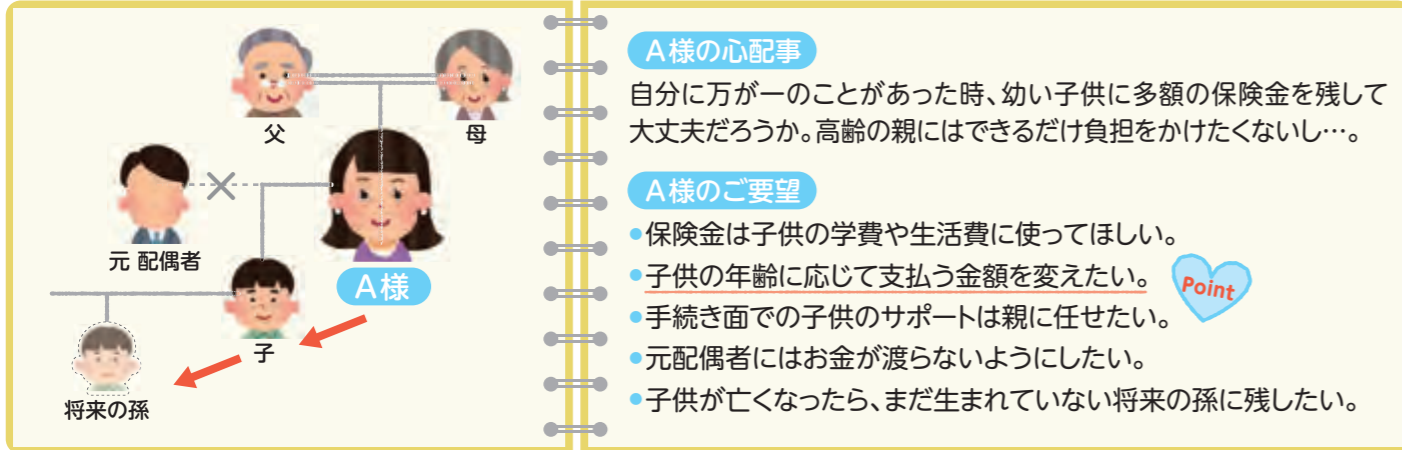 父
母
元 配偶者
A様
子
将来の孫
A様の心配事
自分に万が一のことがあった時、幼い子供に多額の保険金を残して
大丈夫だろうか。高齢の親にはできるだけ負担をかけたくないし…。
A様のご要望
•保険金は子供の学費や生活費に使ってほしい。
•子供の年齢に応じて支払う金額を変えたい。
Point
•手続き面での子供のサポートは親に任せたい。
•元配偶者にはお金が渡らないようにしたい。
•子供が亡くなったら、まだ生まれていない将来の孫に残したい。